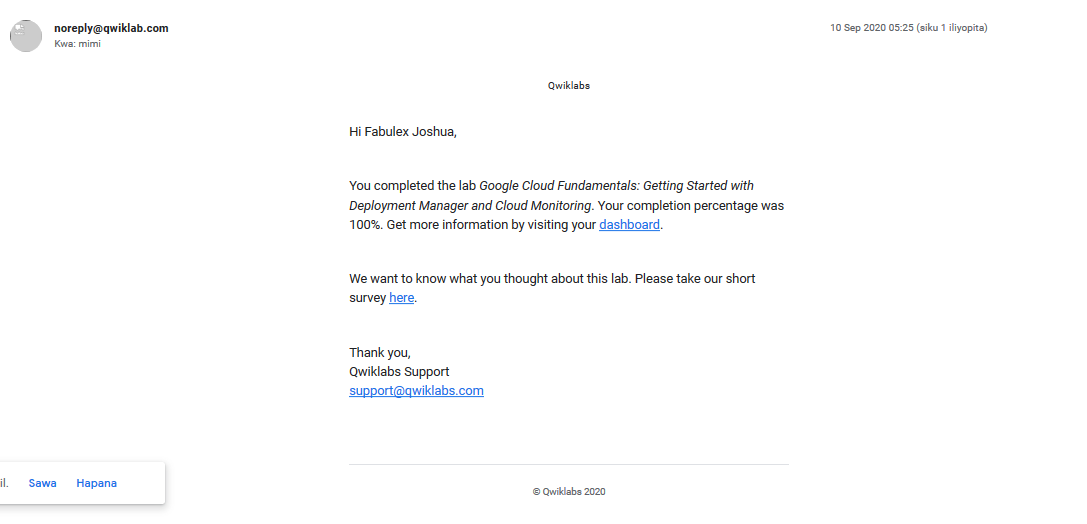 noreply@qwiklab.com
10 Sep 2020 05:25 (siku 1 iliyopita)
Kwa: mimi
Qwiklabs
Hi Fabulex Joshua,
You completed the lab Google Cloud Fundamentals: Getting Started with
Deployment Manager and Cloud Monitoring. Your completion percentage was
100%. Get more information by visiting your dashboard.
We want to know what you thought about this lab. Please take our short
survey here.
Thank you,
Qwiklabs Support
support@qwiklabs.com
il. Sawa Hapana
© Qwiklabs 2020